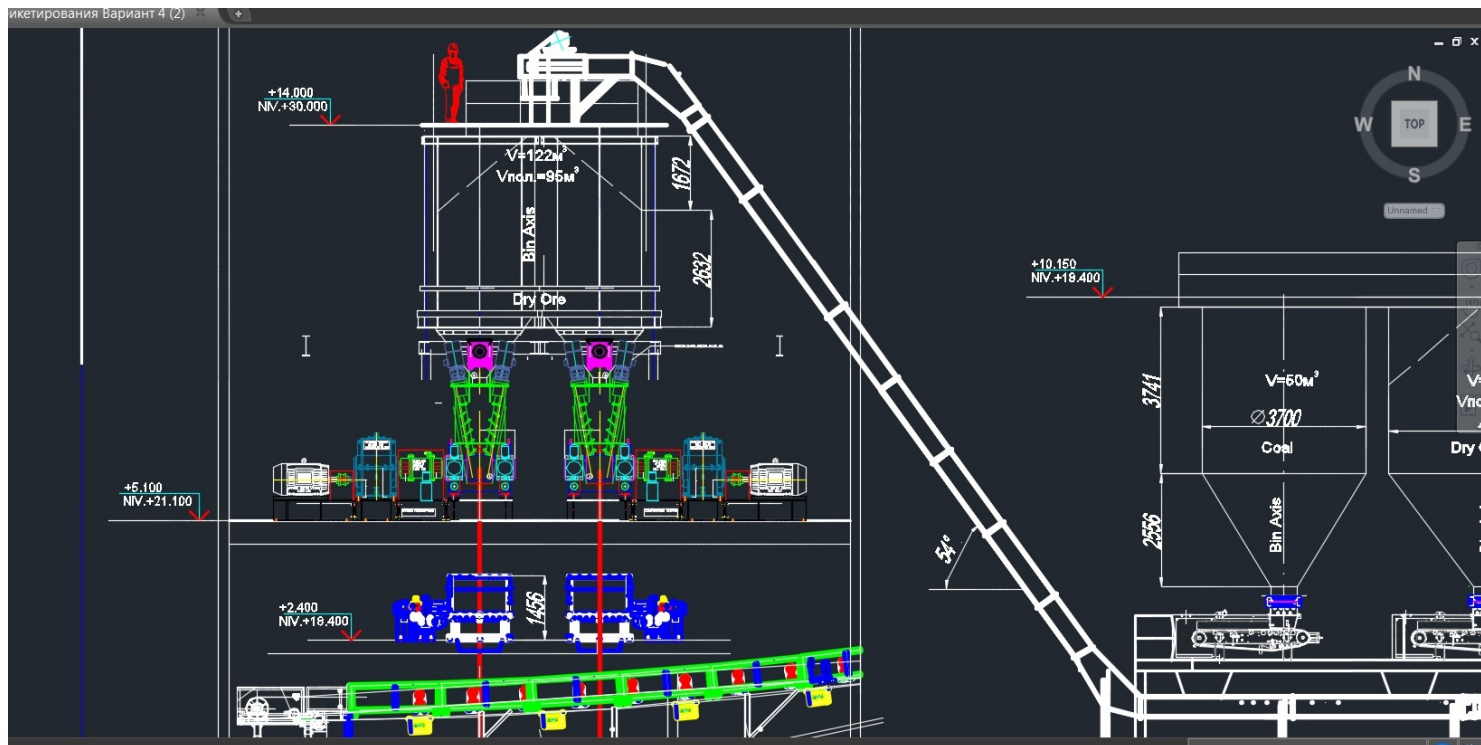 икетирования Вариант 4 (2)
+14.000
NIV.+30.000
V=122м³
Vпол.=95м³
1672
Bin Axis
2632
Dry Ore
+5.100
NIV.+21.100
+2.400
NIV.+18.400
1456
54°
+10.150
NIV.+18.400
3741
V=50м³
Ø3700
Coal
2556
Bin Axis
Dry
N
W
TOP
E
S
Unnamed